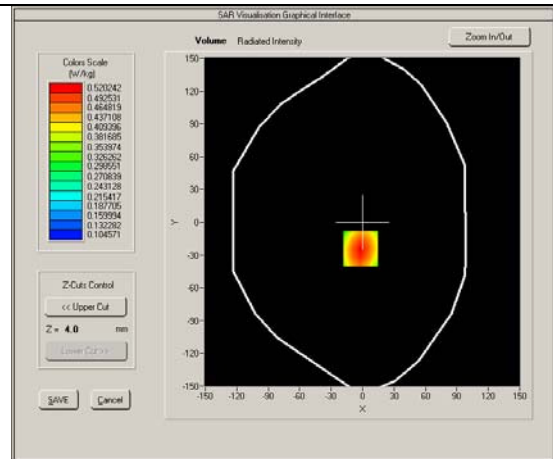 SAR Visualisation Graphical Interface
Volume Radiated Intensity
Zoom In/Out
Colors Scale
(W/kg)
0.520242
0.492531
0.464819
0.437108
0.409396
0.381685
0.353974
0.326262
0.298551
0.270839
0.243128
0.215417
0.187705
0.159994
0.132282
0.104571
Z-Cuts Control
<< Upper Cut
Z = 4.0 mm
Lower Cut >>
SAVE
Cancel
150
120
90
60
30
0
-30
-60
-90
-120
-150
Y
-150 -120 -90 -60 -30 0 30 60 90 120 150
X